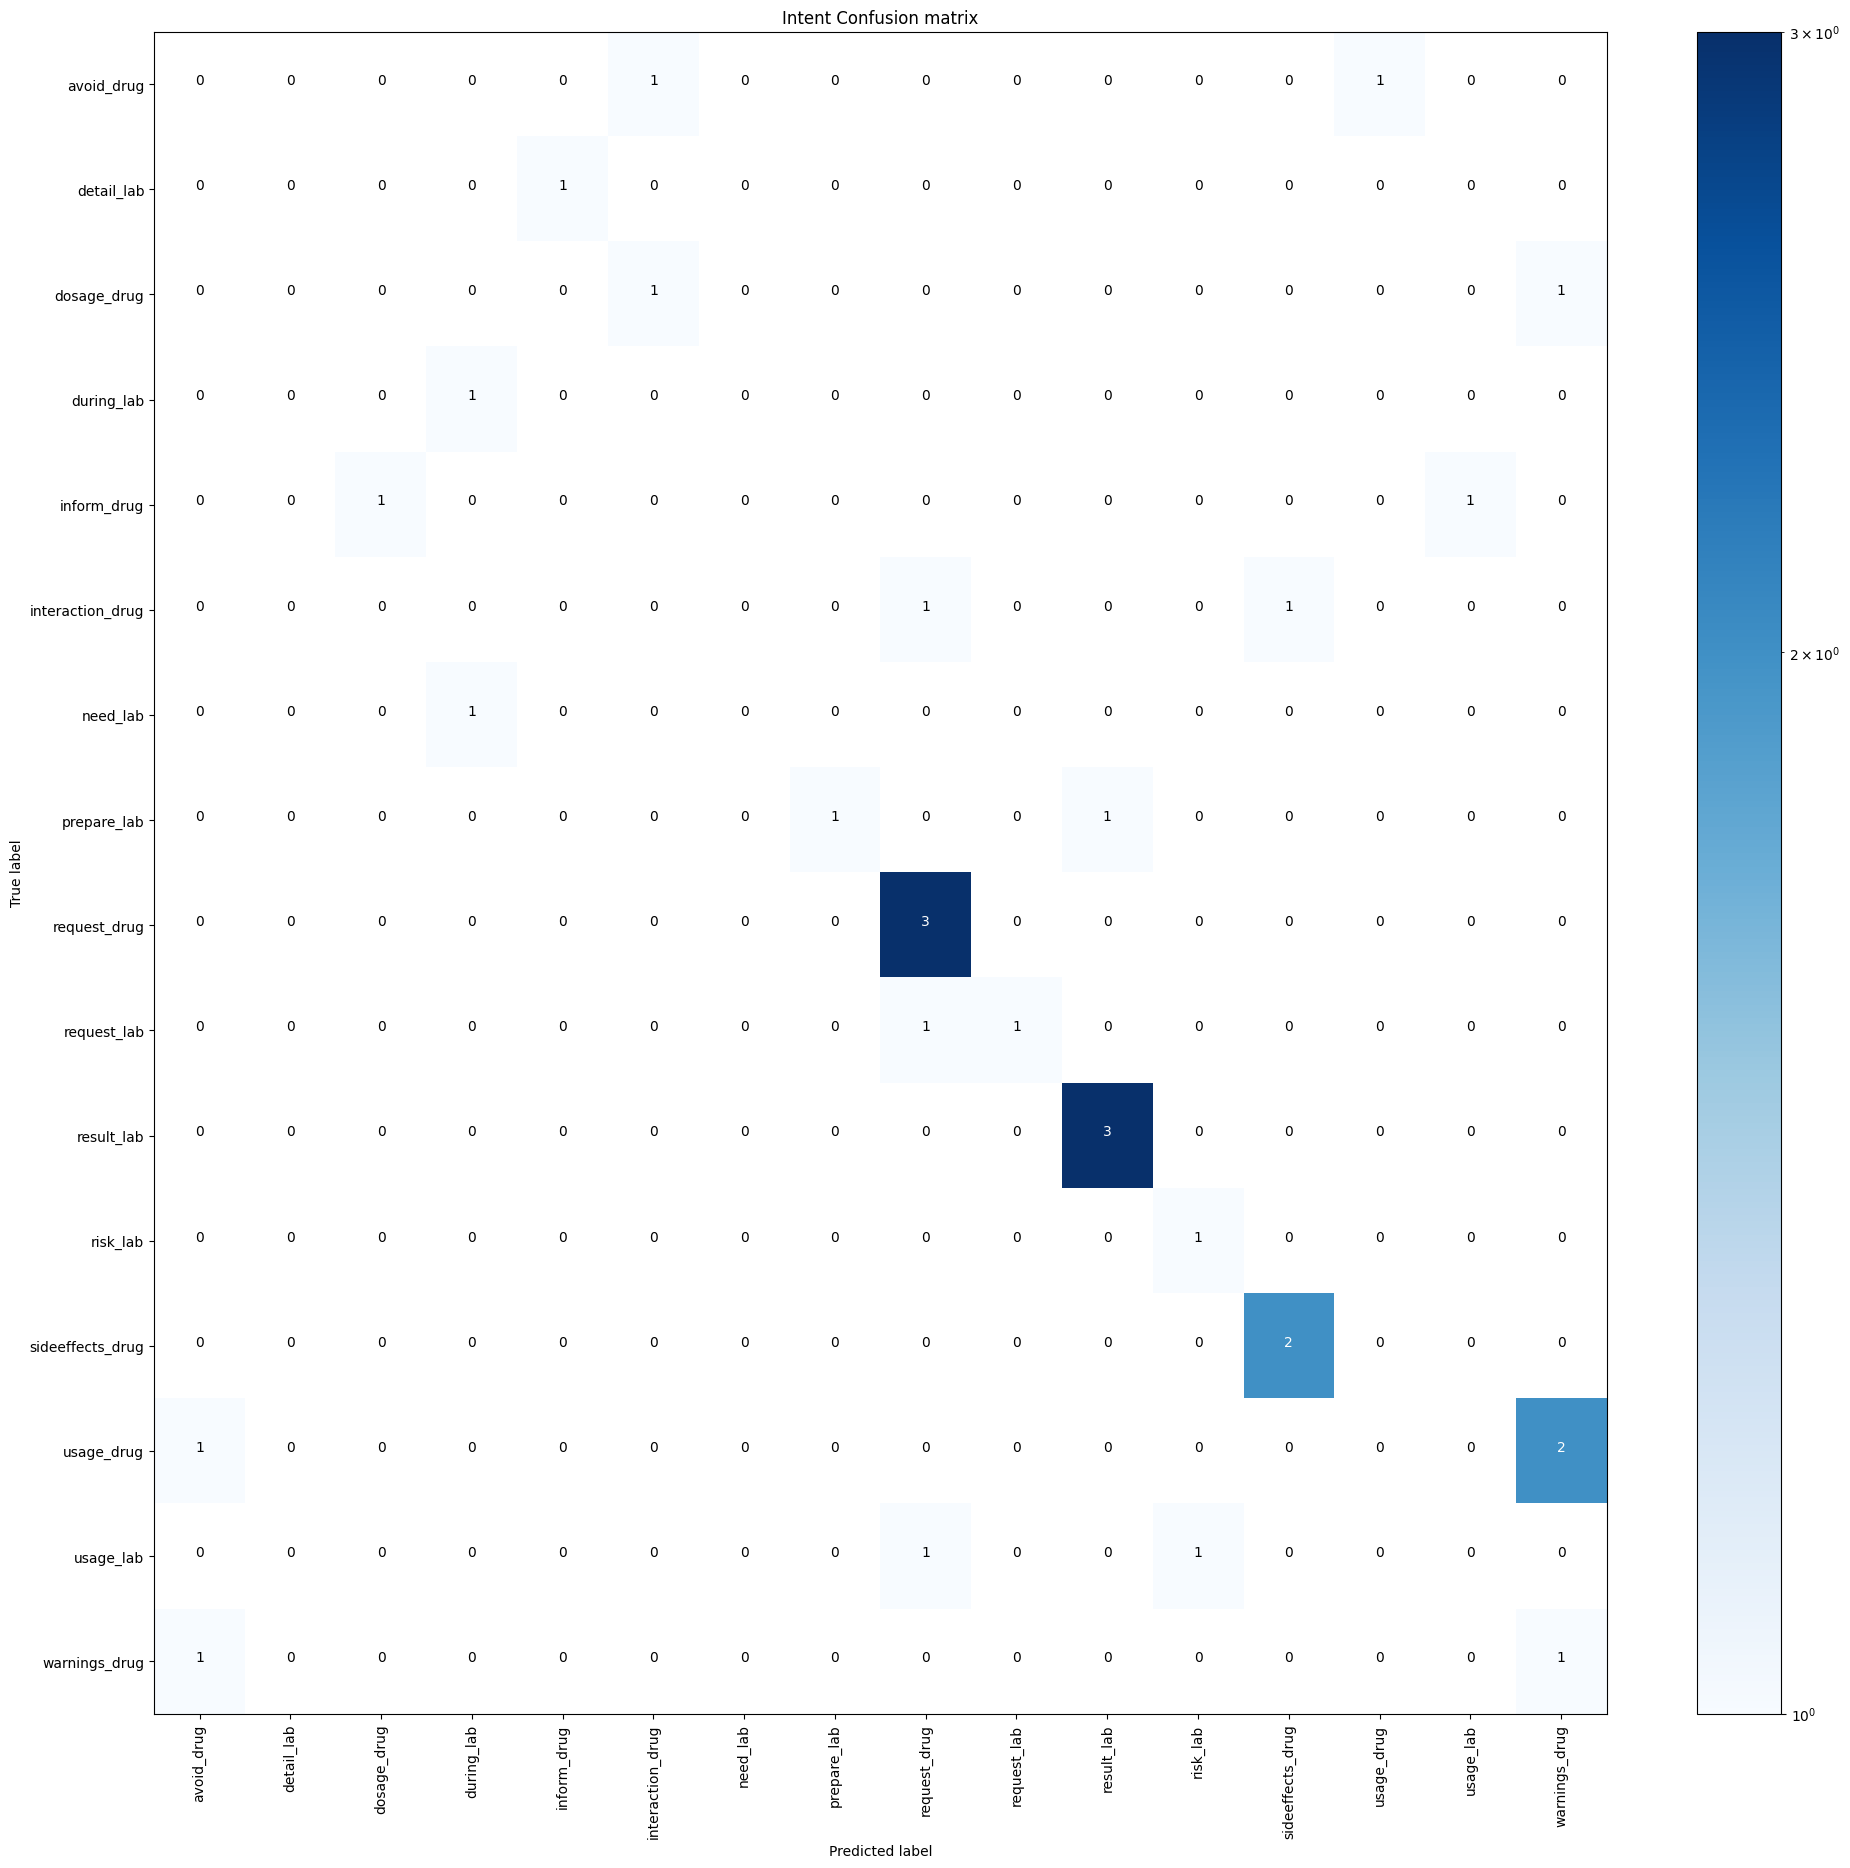 Intent Confusion matrix
avoid_drug 0 0 0 0 0 1 0 0 0 0 0 0 0 1 0 0
detail_lab 0 0 0 0 1 0 0 0 0 0 0 0 0 0 0 0
dosage_drug 0 0 0 0 0 1 0 0 0 0 0 0 0 0 0 1
during_lab 0 0 0 1 0 0 0 0 0 0 0 0 0 0 0 0
inform_drug 0 0 1 0 0 0 0 0 0 0 0 0 0 0 1 0
interaction_drug 0 0 0 0 0 0 0 0 1 0 0 0 1 0 0 0
need_lab 0 0 0 1 0 0 0 0 0 0 0 0 0 0 0 0
prepare_lab 0 0 0 0 0 0 0 1 0 0 1 0 0 0 0 0
request_drug 0 0 0 0 0 0 0 0 3 0 0 0 0 0 0 0
request_lab 0 0 0 0 0 0 0 0 1 1 0 0 0 0 0 0
result_lab 0 0 0 0 0 0 0 0 0 0 3 0 0 0 0 0
risk_lab 0 0 0 0 0 0 0 0 0 0 0 1 0 0 0 0
sideeffects_drug 0 0 0 0 0 0 0 0 0 0 0 0 2 0 0 0
usage_drug 1 0 0 0 0 0 0 0 0 0 0 0 0 0 0 2
usage_lab 0 0 0 0 0 0 0 0 1 0 0 1 0 0 0 0
warnings_drug 1 0 0 0 0 0 0 0 0 0 0 0 0 0 0 1
True label
avoid_drug
detail_lab
dosage_drug
during_lab
inform_drug
interaction_drug
need_lab
prepare_lab
request_drug
request_lab
result_lab
risk_lab
sideeffects_drug
usage_drug
usage_lab
warnings_drug
Predicted label
3 × 10⁰
2 × 10⁰
10⁰